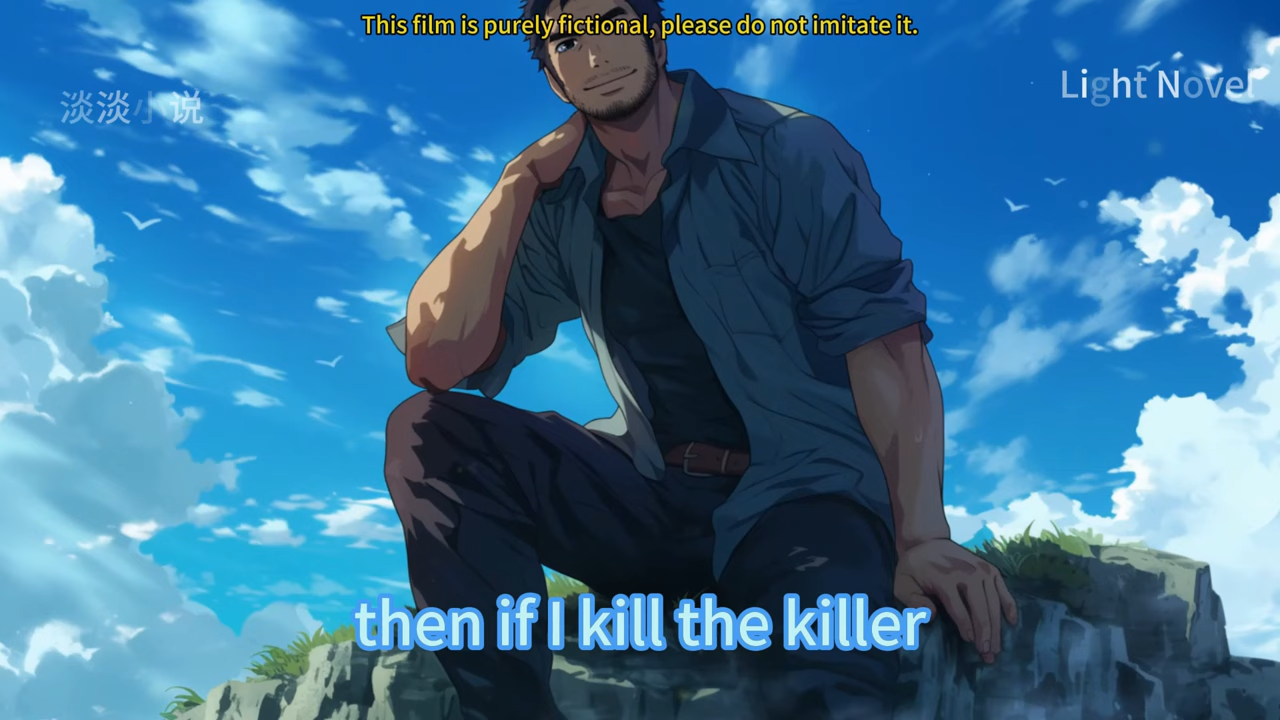 This film is purely fictional, please do not imitate it.
淡淡小说
Light Novel
then if I kill the killer